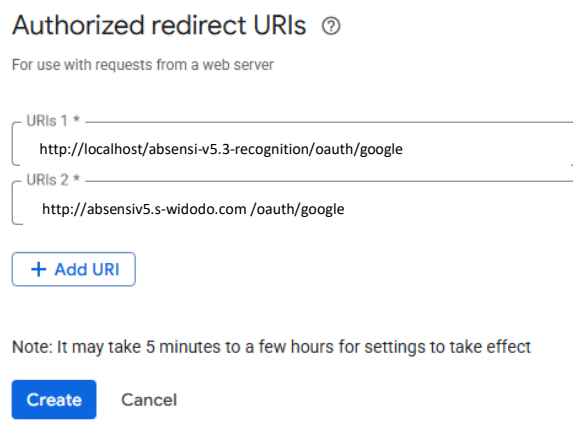 Authorized redirect URIs
For use with requests from a web server
URIs 1 *
http://localhost/absensi-v5.3-recognition/oauth/google
URIs 2 *
http://absensiv5.s-widodo.com /oauth/google
+ Add URI
Note: It may take 5 minutes to a few hours for settings to take effect
Create Cancel